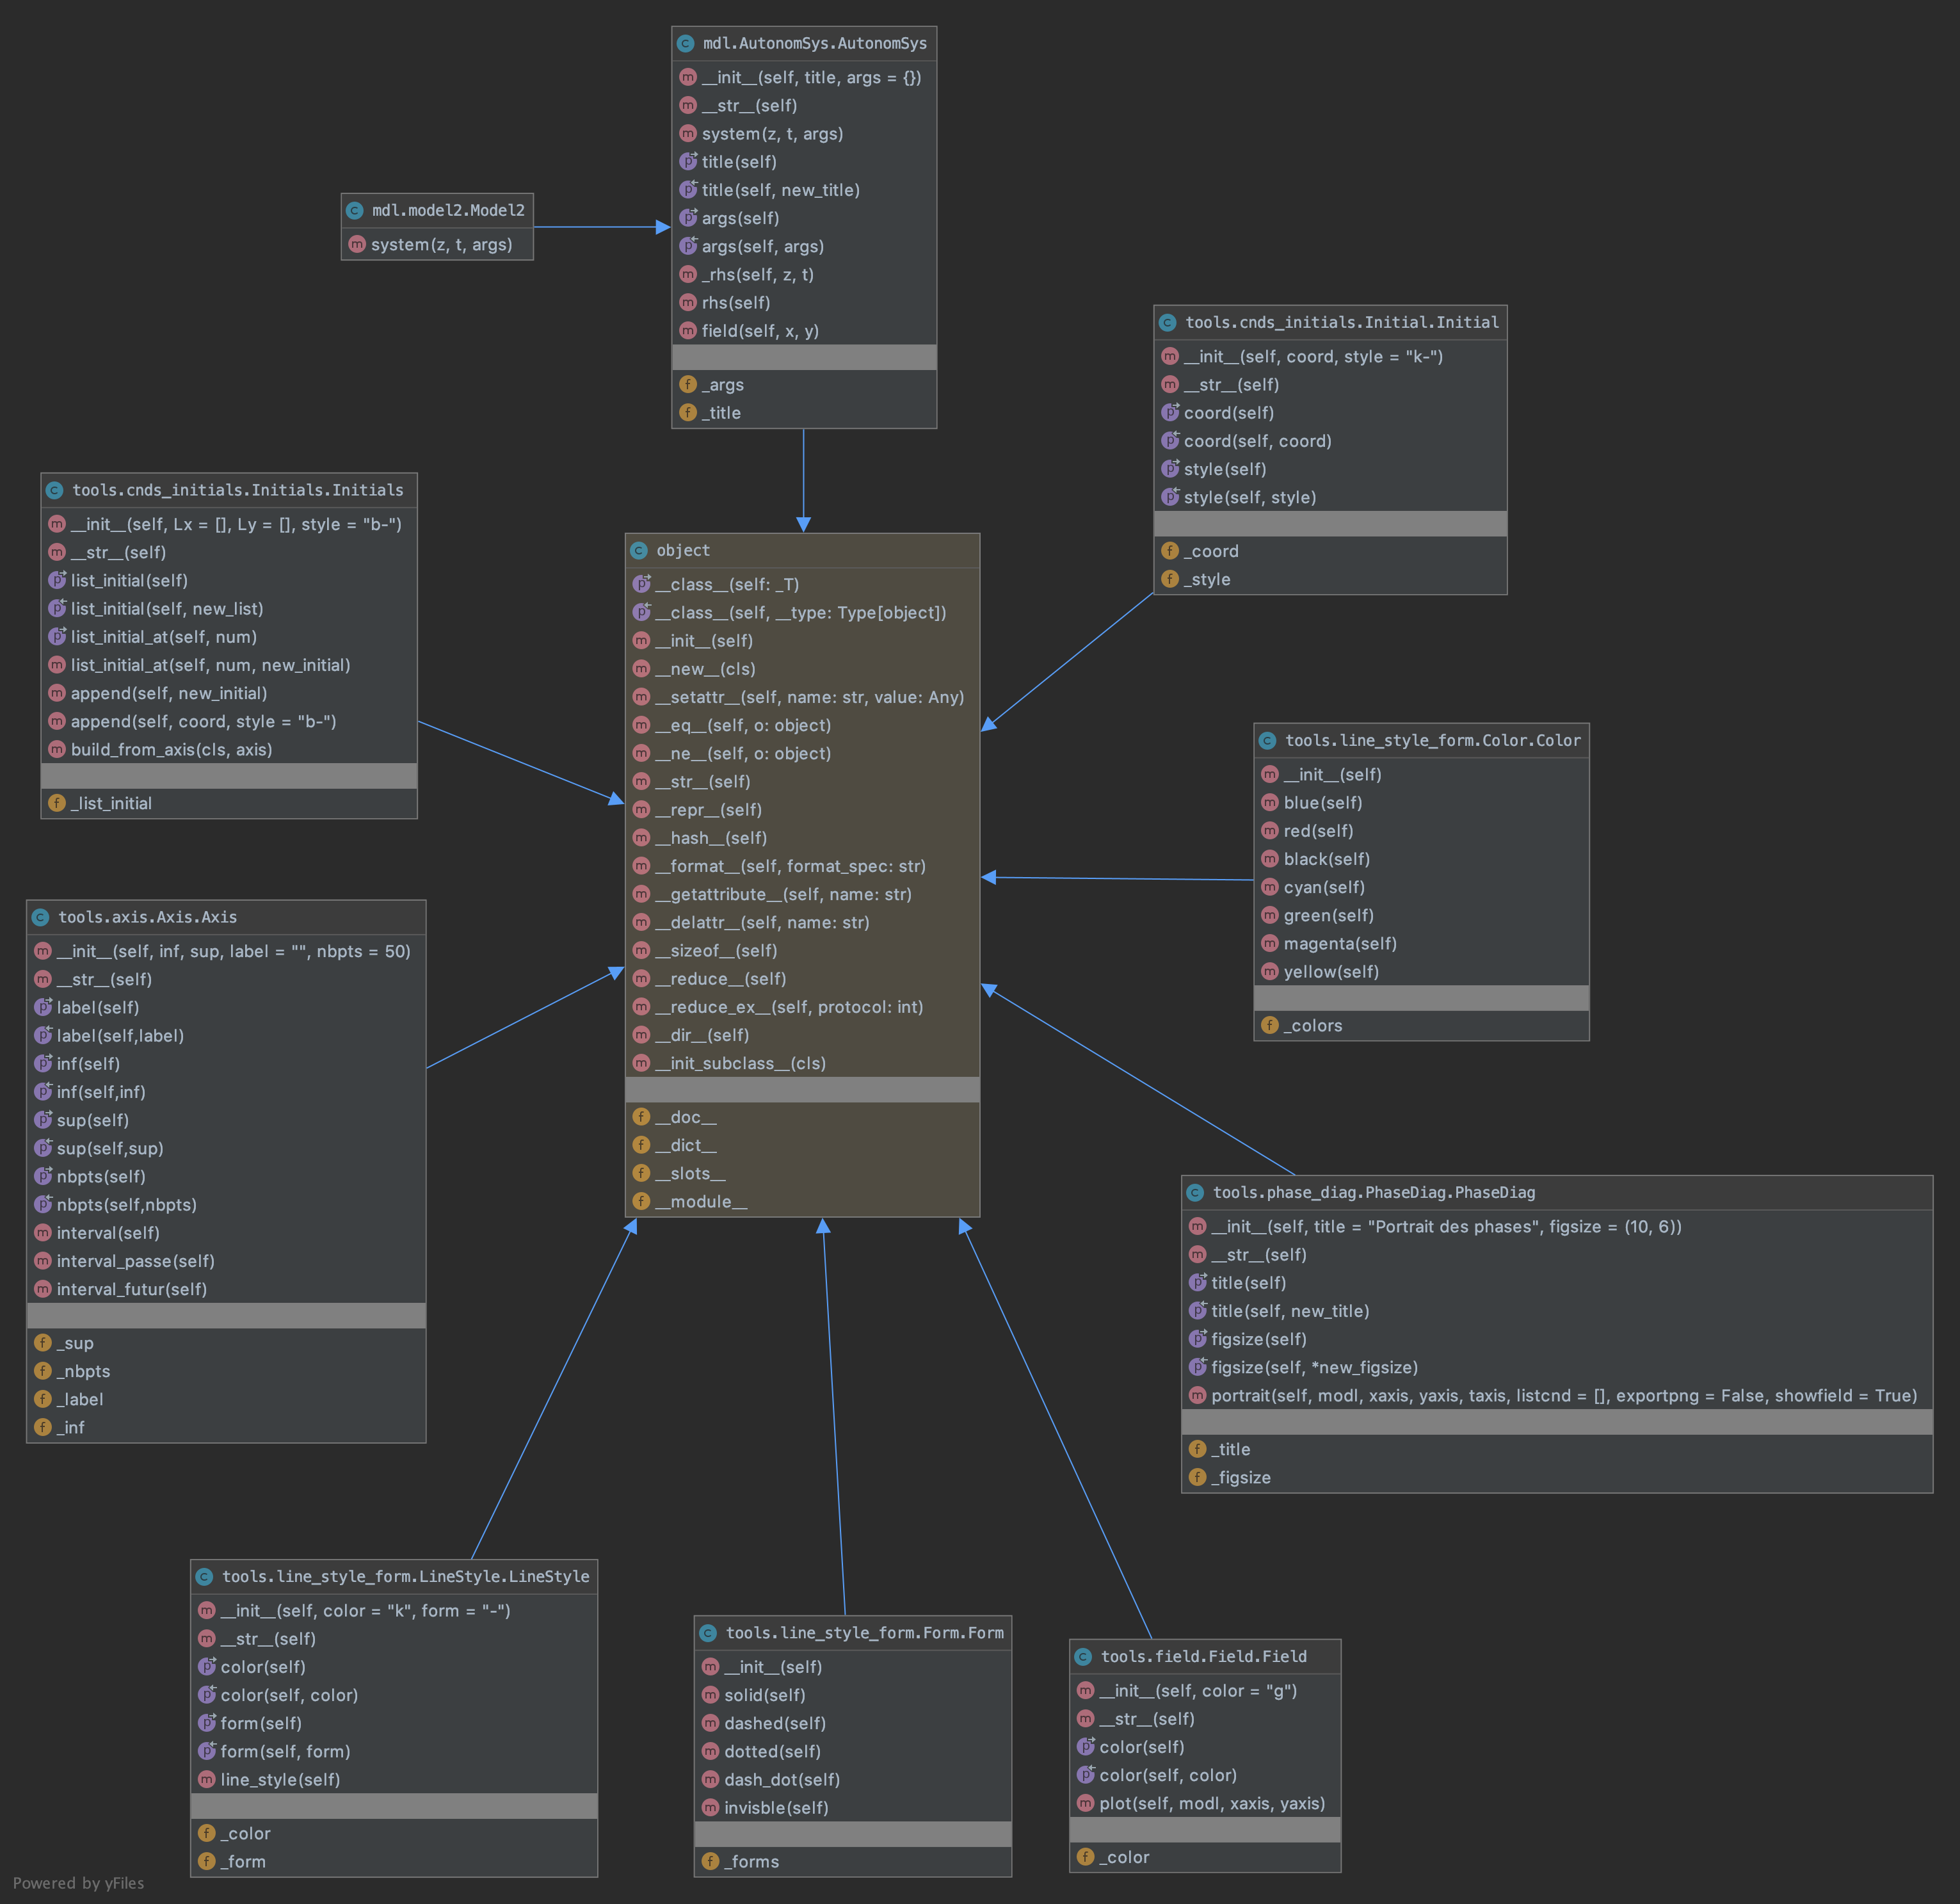 mdl.AutonomSys.AutonomSys
__init__(self, title, args = {})
__str__(self)
system(z, t, args)
title(self)
title(self, new_title)
args(self)
args(self, args)
_rhs(self, z, t)
rhs(self)
field(self, x, y)
_args
_title
mdl.model2.Model2
system(z, t, args)
tools.cnds_initials.Initial.Initial
__init__(self, coord, style = "k-")
__str__(self)
coord(self)
coord(self, coord)
style(self)
style(self, style)
_coord
_style
tools.cnds_initials.Initials.Initials
__init__(self, Lx = [], Ly = [], style = "b-")
__str__(self)
list_initial(self)
list_initial(self, new_list)
list_initial_at(self, num)
list_initial_at(self, num, new_initial)
append(self, new_initial)
append(self, coord, style = "b-")
build_from_axis(cls, axis)
_list_initial
object
__class__(self: _T)
__class__(self, __type: Type[object])
__init__(self)
__new__(cls)
__setattr__(self, name: str, value: Any)
__eq__(self, o: object)
__ne__(self, o: object)
__str__(self)
__repr__(self)
__hash__(self)
__format__(self, format_spec: str)
__getattribute__(self, name: str)
__delattr__(self, name: str)
__sizeof__(self)
__reduce__(self)
__reduce_ex__(self, protocol: int)
__dir__(self)
__init_subclass__(cls)
__doc__
__dict__
__slots__
__module__
tools.line_style_form.Color.Color
__init__(self)
blue(self)
red(self)
black(self)
cyan(self)
green(self)
magenta(self)
yellow(self)
_colors
tools.axis.Axis.Axis
__init__(self, inf, sup, label = "", nbpts = 50)
__str__(self)
label(self)
label(self,label)
inf(self)
inf(self,inf)
sup(self)
sup(self,sup)
nbpts(self)
nbpts(self,nbpts)
interval(self)
interval_passe(self)
interval_futur(self)
_sup
_nbpts
_label
_inf
tools.phase_diag.PhaseDiag.PhaseDiag
__init__(self, title = "Portrait des phases", figsize = (10, 6))
__str__(self)
title(self)
title(self, new_title)
figsize(self)
figsize(self, *new_figsize)
portrait(self, modl, xaxis, yaxis, taxis, listcnd = [], exportpng = False, showfield = True)
_title
_figsize
tools.line_style_form.LineStyle.LineStyle
__init__(self, color = "k", form = "-")
__str__(self)
color(self)
color(self, color)
form(self)
form(self, form)
line_style(self)
_color
_form
tools.line_style_form.Form.Form
__init__(self)
solid(self)
dashed(self)
dotted(self)
dash_dot(self)
invisble(self)
_forms
tools.field.Field.Field
__init__(self, color = "g")
__str__(self)
color(self)
color(self, color)
plot(self, modl, xaxis, yaxis)
_color
Powered by yFiles